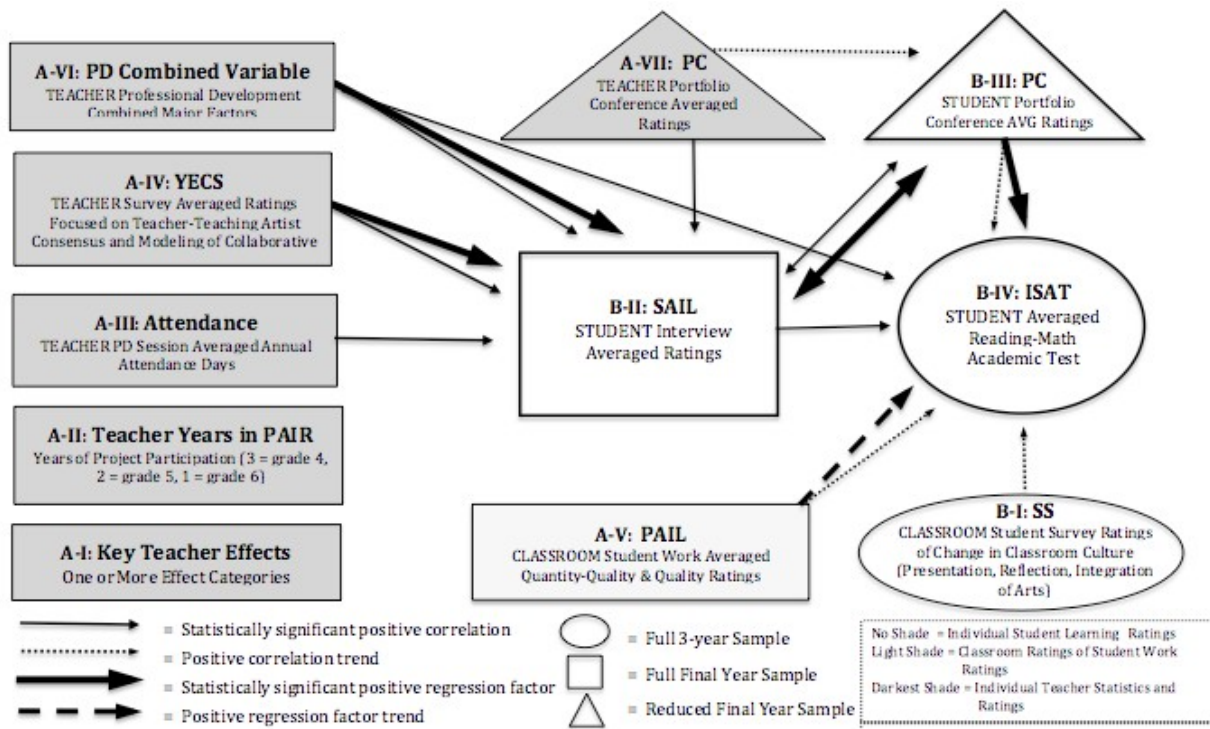 A-VI: PD Combined Variable
TEACHER Professional Development
Combined Major Factors
A-VII: PC
TEACHER Portfolio
Conference Averaged
Ratings
B-III: PC
STUDENT Portfolio
Conference AVG Ratings
A-IV: YECS
TEACHER Survey Averaged Ratings
Focused on Teacher-Teaching Artist
Consensus and Modeling of Collaborative
B-II: SAIL
STUDENT Interview
Averaged Ratings
B-IV: ISAT
STUDENT Averaged
Reading-Math
Academic Test
A-III: Attendance
TEACHER PD Session Averaged Annual
Attendance Days
A-II: Teacher Years in PAIR
Years of Project Participation (3 = grade 4,
2 = grade 5, 1 = grade 6)
A-V: PAIL
CLASSROOM Student Work Averaged
Quantity-Quality & Quality Ratings
B-I: SS
CLASSROOM Student Survey Ratings
of Change in Classroom Culture
(Presentation, Reflection, Integration
of Arts)
A-I: Key Teacher Effects
One or More Effect Categories
= Statistically significant positive correlation
= Positive correlation trend
= Statistically significant positive regression factor
= Positive regression factor trend
= Full 3-year Sample
= Full Final Year Sample
= Reduced Final Year Sample
No Shade = Individual Student Learning Ratings
Light Shade = Classroom Ratings of Student Work
Ratings
Darkest Shade = Individual Teacher Statistics and
Ratings